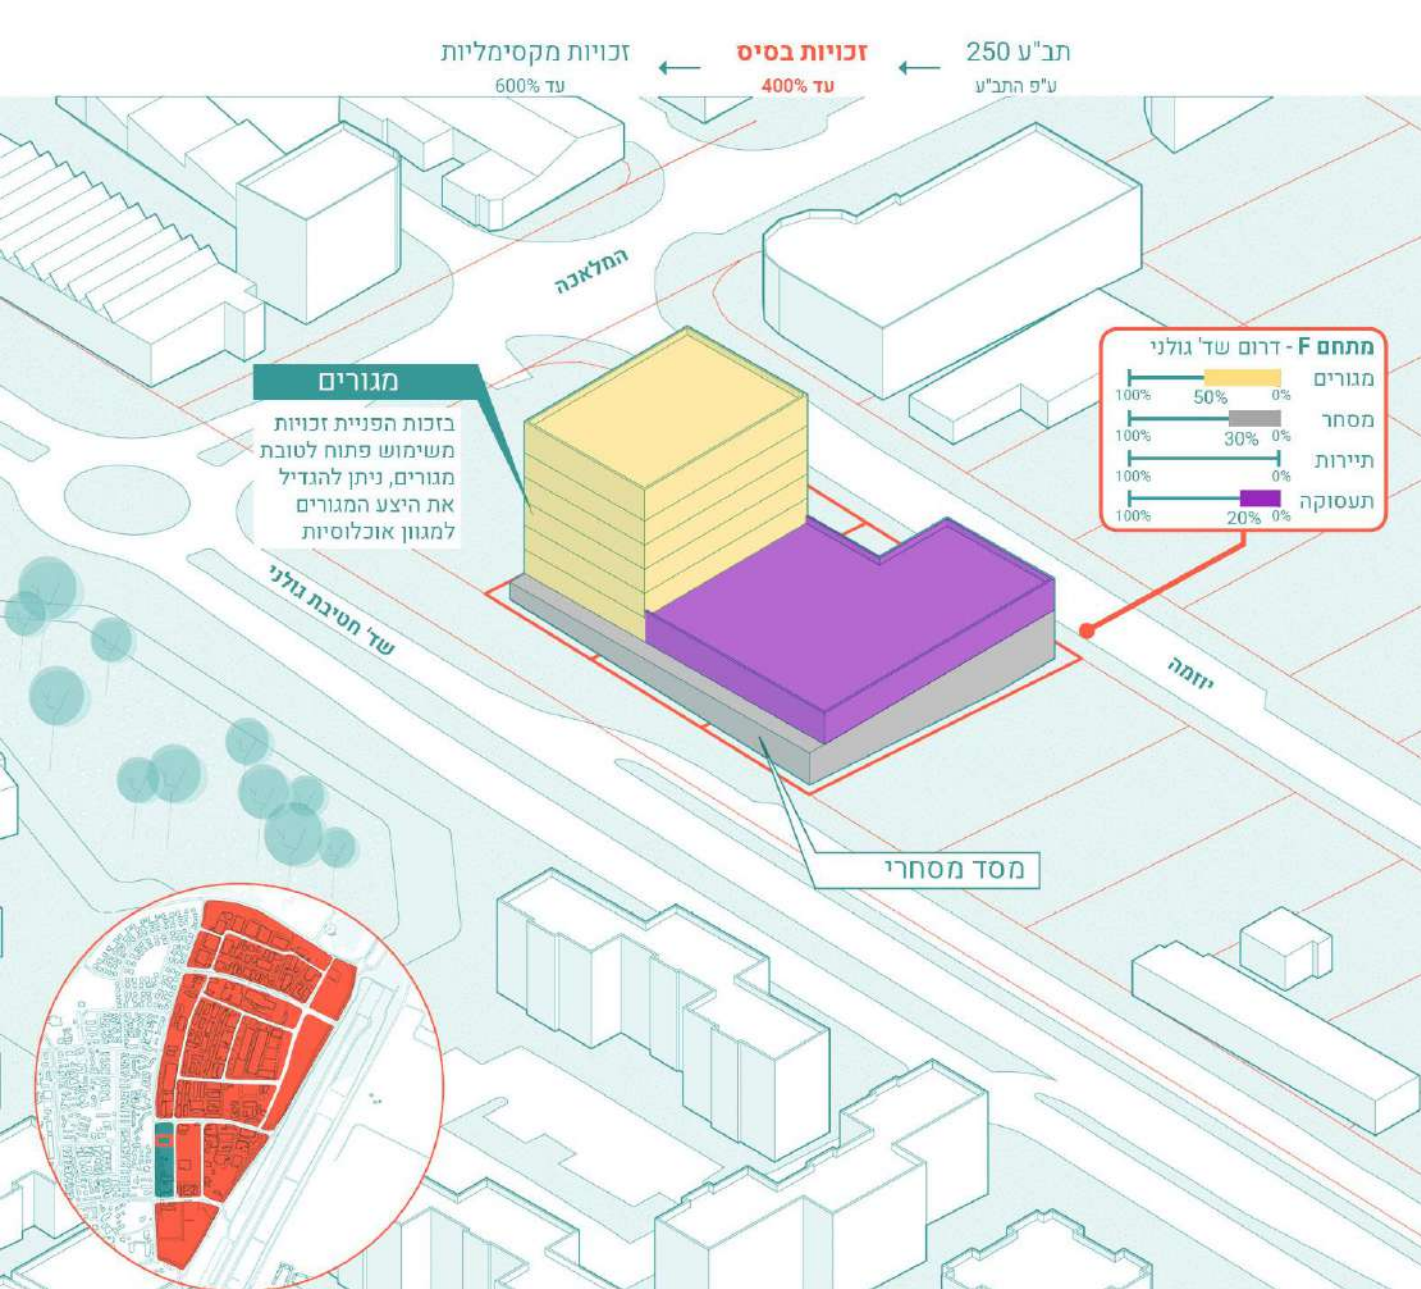 תב"ע 250
ע"פ התב"ע
זכויות בסיס
עד 400%
זכויות מקסימליות
עד 600%
המלאכה
מתחם F - דרום שד' גולני
מגורים
0% 50% 100%
מסחר
0% 30% 100%
תיירות
0% 100%
תעסוקה
0% 20% 100%
מגורים
בזכות הפניית זכויות
משימוש פתוח לטובת
מגורים, ניתן להגדיל
את היצע המגורים
למגוון אוכלוסיות
שד' חטיבת גולני
יוזמה
מסד מסחרי